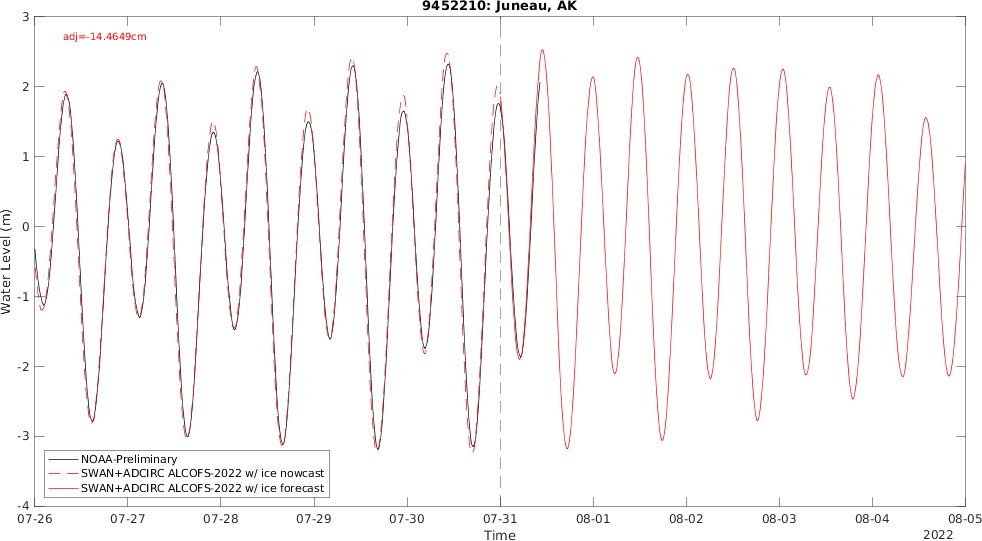 9452210: Juneau, AK
adj=-14.4649cm
3
2
1
0
-1
-2
-3
-4
Water Level (m)
NOAA-Preliminary
SWAN+ADCIRC ALCOFS-2022 w/ ice nowcast
SWAN+ADCIRC ALCOFS-2022 w/ ice forecast
07-26 07-27 07-28 07-29 07-30 07-31 08-01 08-02 08-03 08-04 08-05
Time
2022